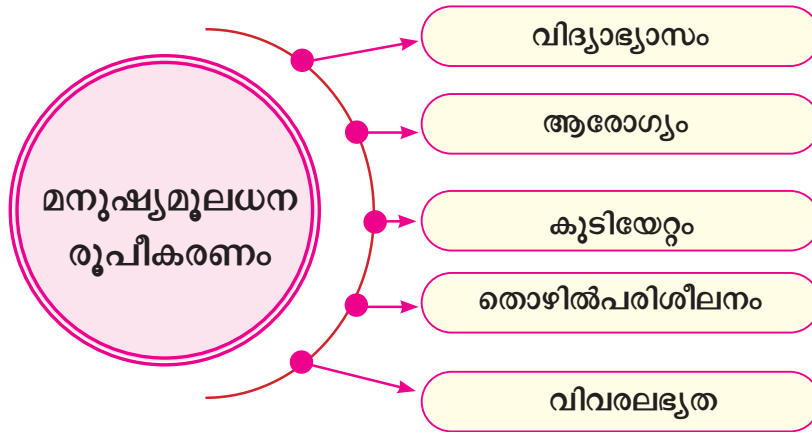 മനുഷ്യമൂലധന
രൂപീകരണം
വിദ്യാഭ്യാസം
ആരോഗ്യം
കുടിയേറ്റം
തൊഴിൽപരിശീലനം
വിവരലഭ്യത